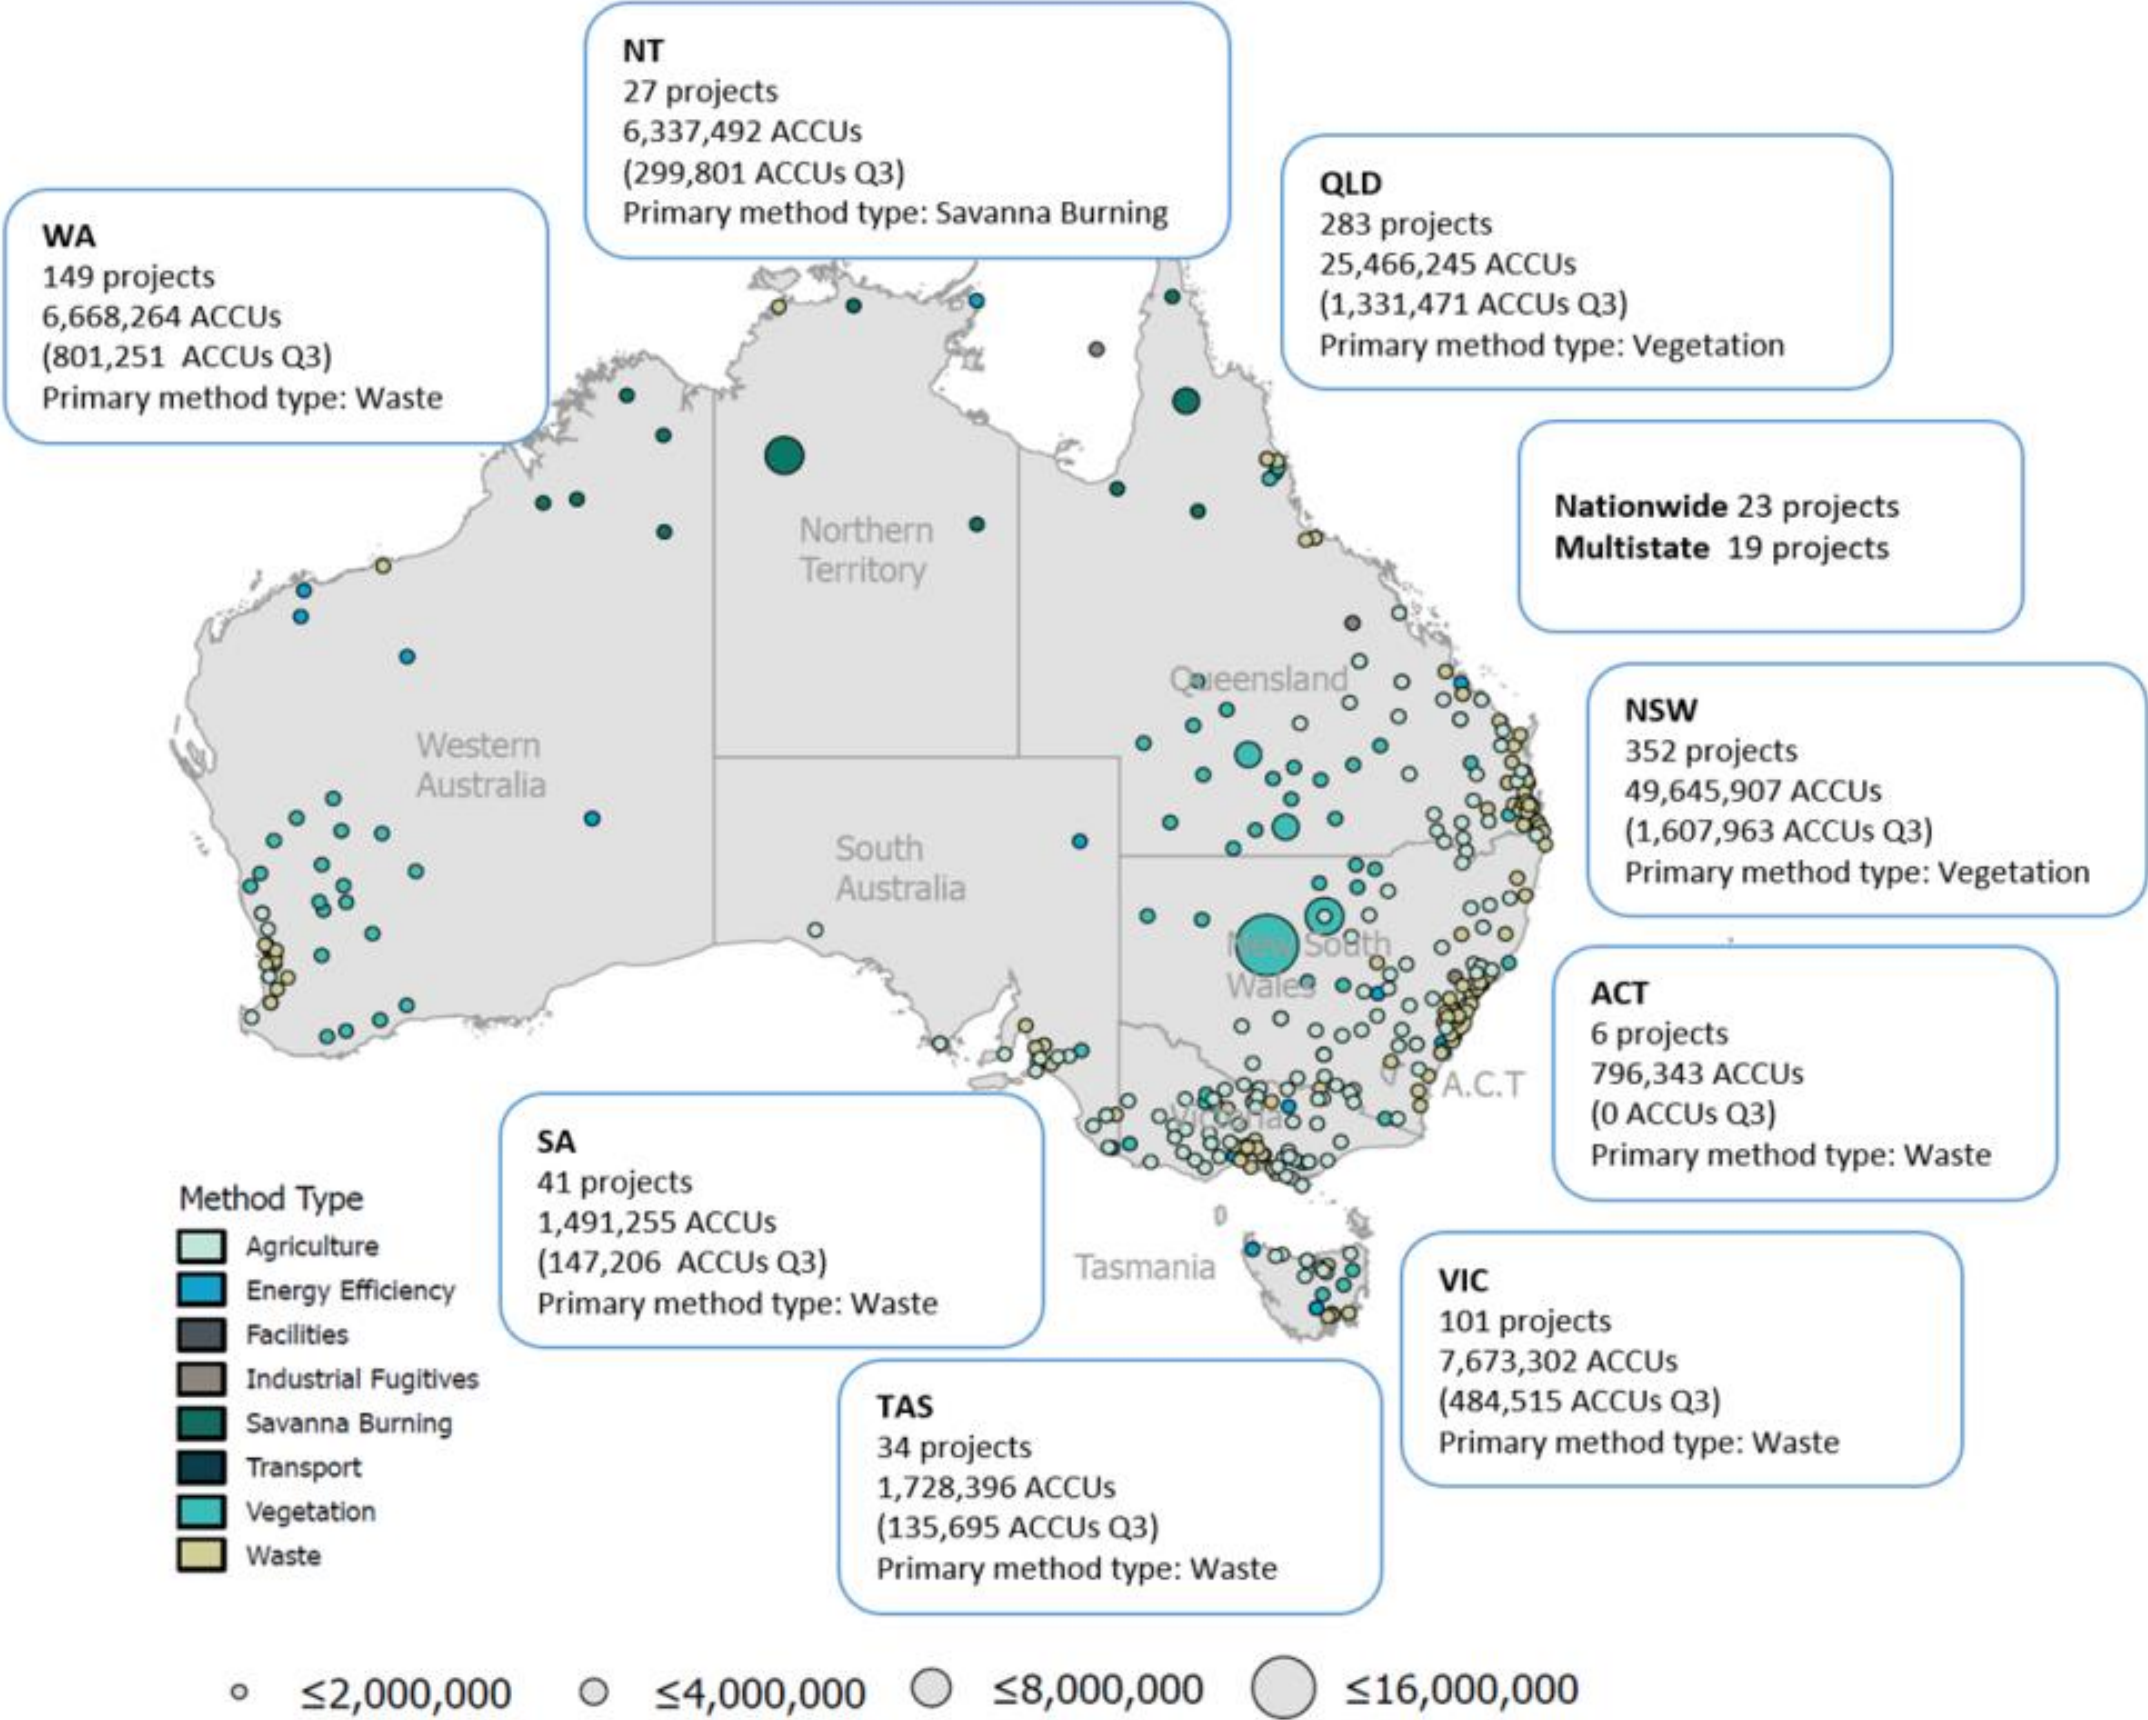 NT
27 projects
6,337,492 ACCUs
(299,801 ACCUs Q3)
Primary method type: Savanna Burning
QLD
283 projects
25,466,245 ACCUs
(1,331,471 ACCUs Q3)
Primary method type: Vegetation
WA
149 projects
6,668,264 ACCUs
(801,251 ACCUs Q3)
Primary method type: Waste
Nationwide 23 projects
Multistate 19 projects
Northern
Territory
Queensland
Western
Australia
South
Australia
New South
Wales
A.C.T
Victoria
Tasmania
NSW
352 projects
49,645,907 ACCUs
(1,607,963 ACCUs Q3)
Primary method type: Vegetation
ACT
6 projects
796,343 ACCUs
(0 ACCUs Q3)
Primary method type: Waste
SA
41 projects
1,491,255 ACCUs
(147,206 ACCUs Q3)
Primary method type: Waste
VIC
101 projects
7,673,302 ACCUs
(484,515 ACCUs Q3)
Primary method type: Waste
TAS
34 projects
1,728,396 ACCUs
(135,695 ACCUs Q3)
Primary method type: Waste
Method Type
Agriculture
Energy Efficiency
Facilities
Industrial Fugitives
Savanna Burning
Transport
Vegetation
Waste
≤2,000,000 ≤4,000,000 ≤8,000,000 ≤16,000,000